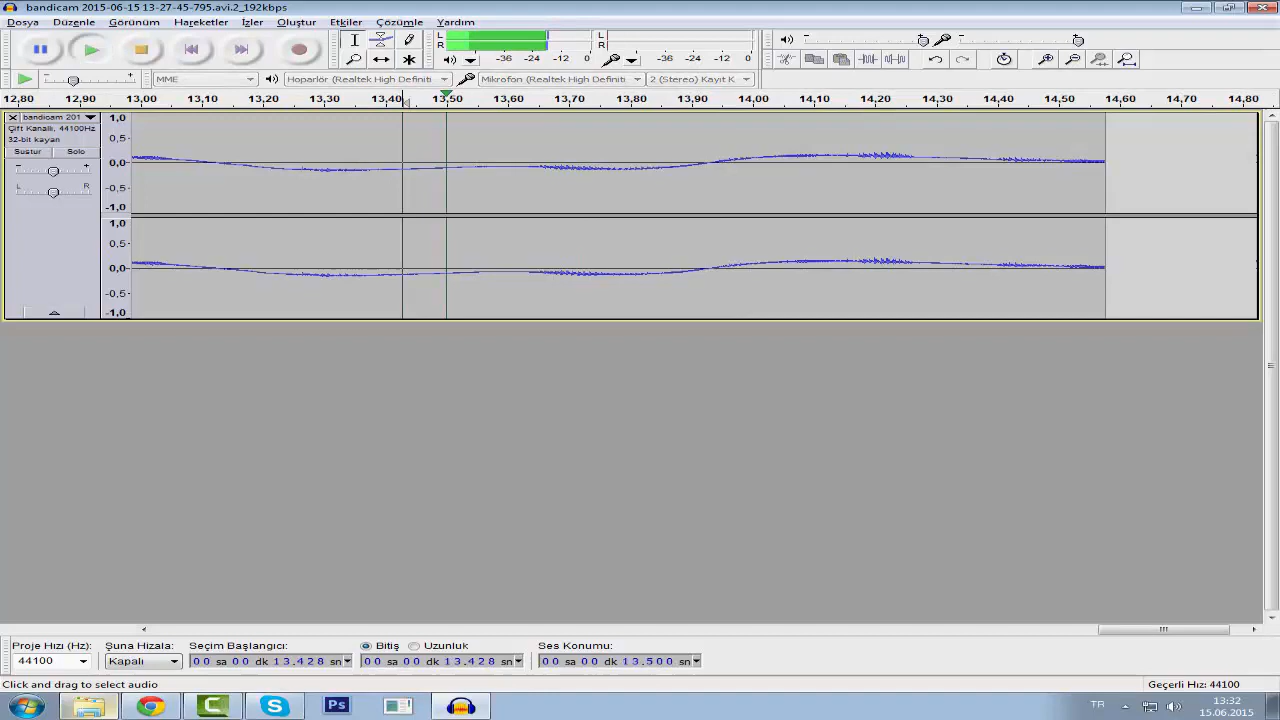 bandicam 2015-06-15 13-27-45-795.avi.2_192kbps
Dosya Düzenle Görünüm Hareketler İzler Oluştur Etkiler Çözümle Yardım
L R -36 -24 -12 0 L R -36 -24 -12 0
MME Hoparlör (Realtek High Definiti Mikrofon (Realtek High Definiti 2 (Stereo) Kayıt K
12,80 12,90 13,00 13,10 13,20 13,30 13,40 13,50 13,60 13,70 13,80 13,90 14,00 14,10 14,20 14,30 14,40 14,50 14,60 14,70 14,80
bandicam 201 1,0
Çift Kanallı, 44100Hz
32-bit kayan 0,5
Sustur Solo
- + 0,0
L R -0,5
-1,0
1,0
0,5
0,0
-0,5
-1,0
Proje Hızı (Hz): Şuna Hizala: Seçim Başlangıcı: Bitiş Uzunluk Ses Konumu:
44100 Kapalı 00 sa 00 dk 13.428 sn 00 sa 00 dk 13.428 sn 00 sa 00 dk 13.500 sn
Click and drag to select audio Geçerli Hız: 44100
Ps TR 13:32
15.06.2015